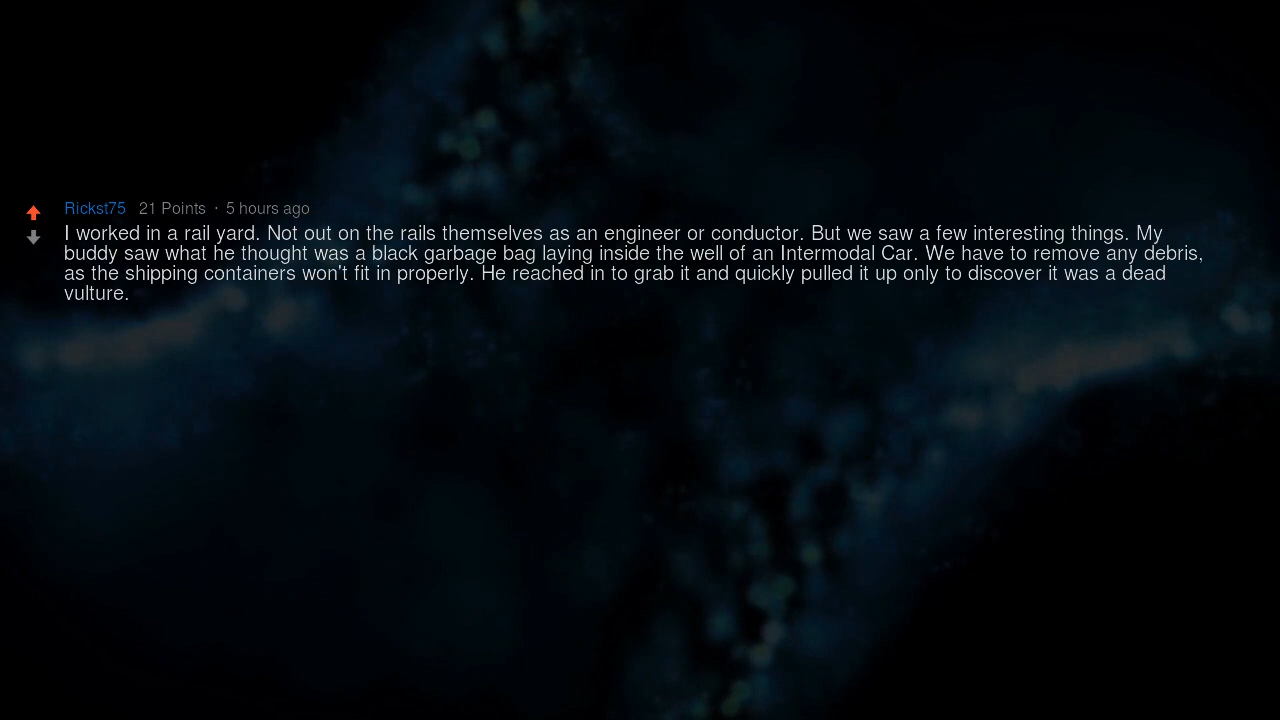 Rickst75 21 Points · 5 hours ago
I worked in a rail yard. Not out on the rails themselves as an engineer or conductor. But we saw a few interesting things. My
buddy saw what he thought was a black garbage bag laying inside the well of an Intermodal Car. We have to remove any debris,
as the shipping containers won't fit in properly. He reached in to grab it and quickly pulled it up only to discover it was a dead
vulture.